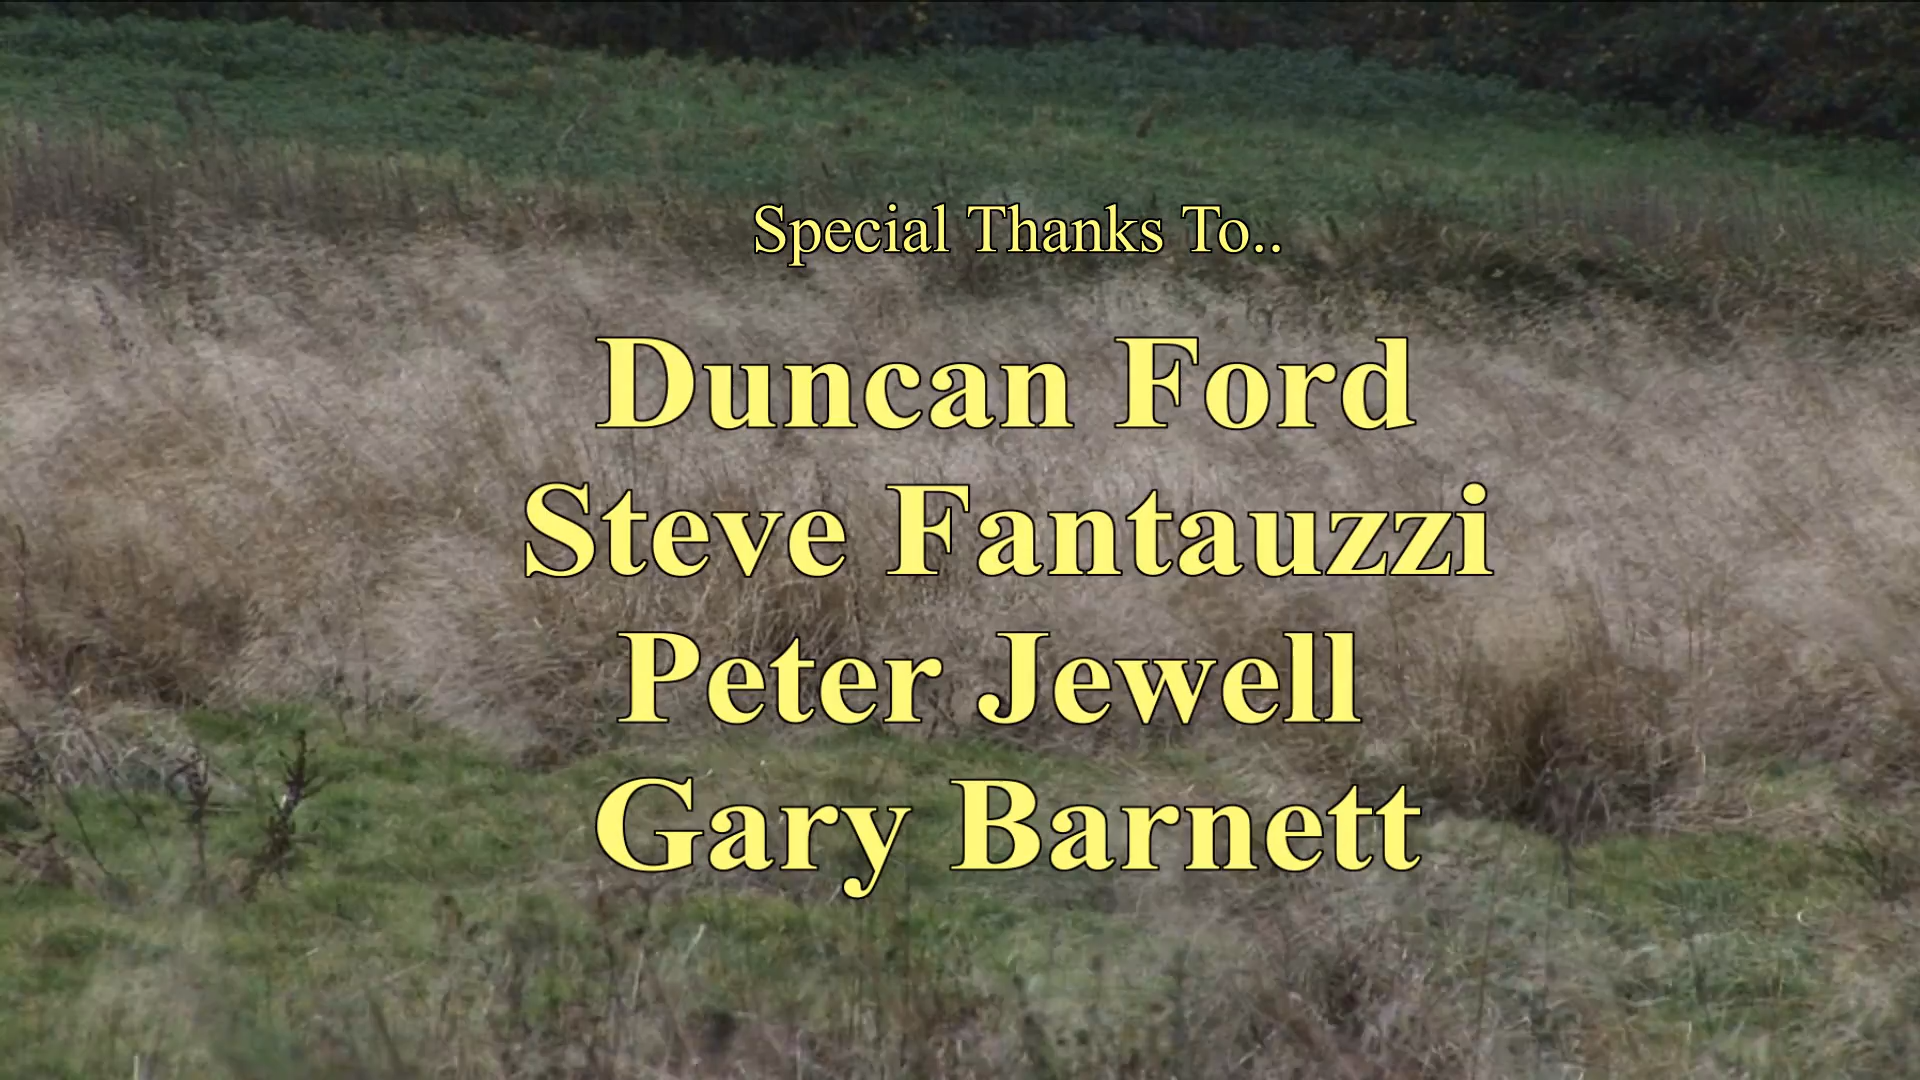 Special Thanks To..
Duncan Ford
Steve Fantauzzi
Peter Jewell
Gary Barnett